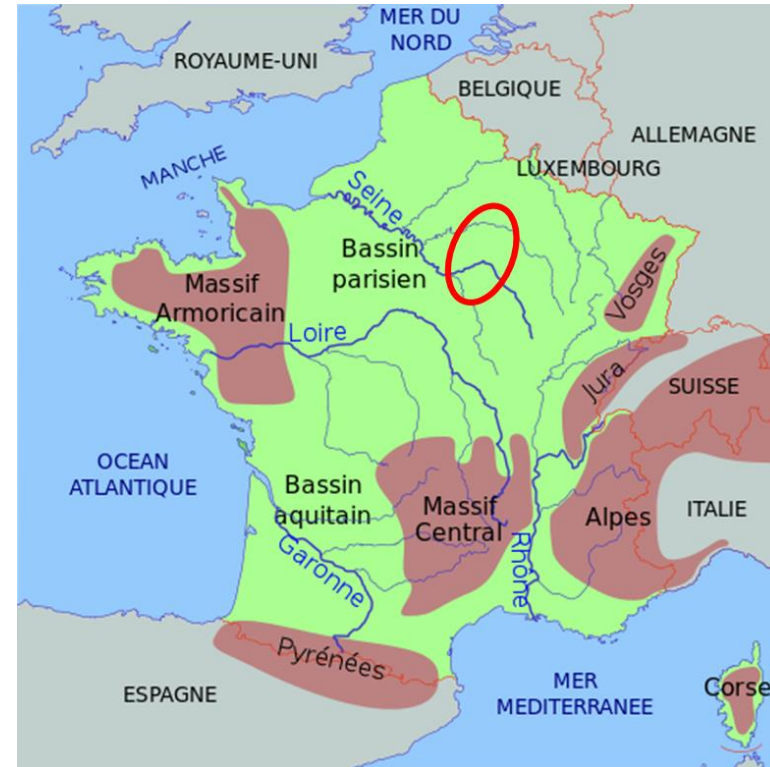 MER DU
NORD
ROYAUME-UNI
BELGIQUE
ALLEMAGNE
MANCHE
LUXEMBOURG
Seine
Bassin
parisien
Vosges
Massif
Armoricain
Loire
Jura
SUISSE
OCEAN
ATLANTIQUE
Bassin
aquitain
Massif
Central
Alpes
ITALIE
Garonne
Rhône
Pyrénées
ESPAGNE
MER
MEDITERRANEE
Corse